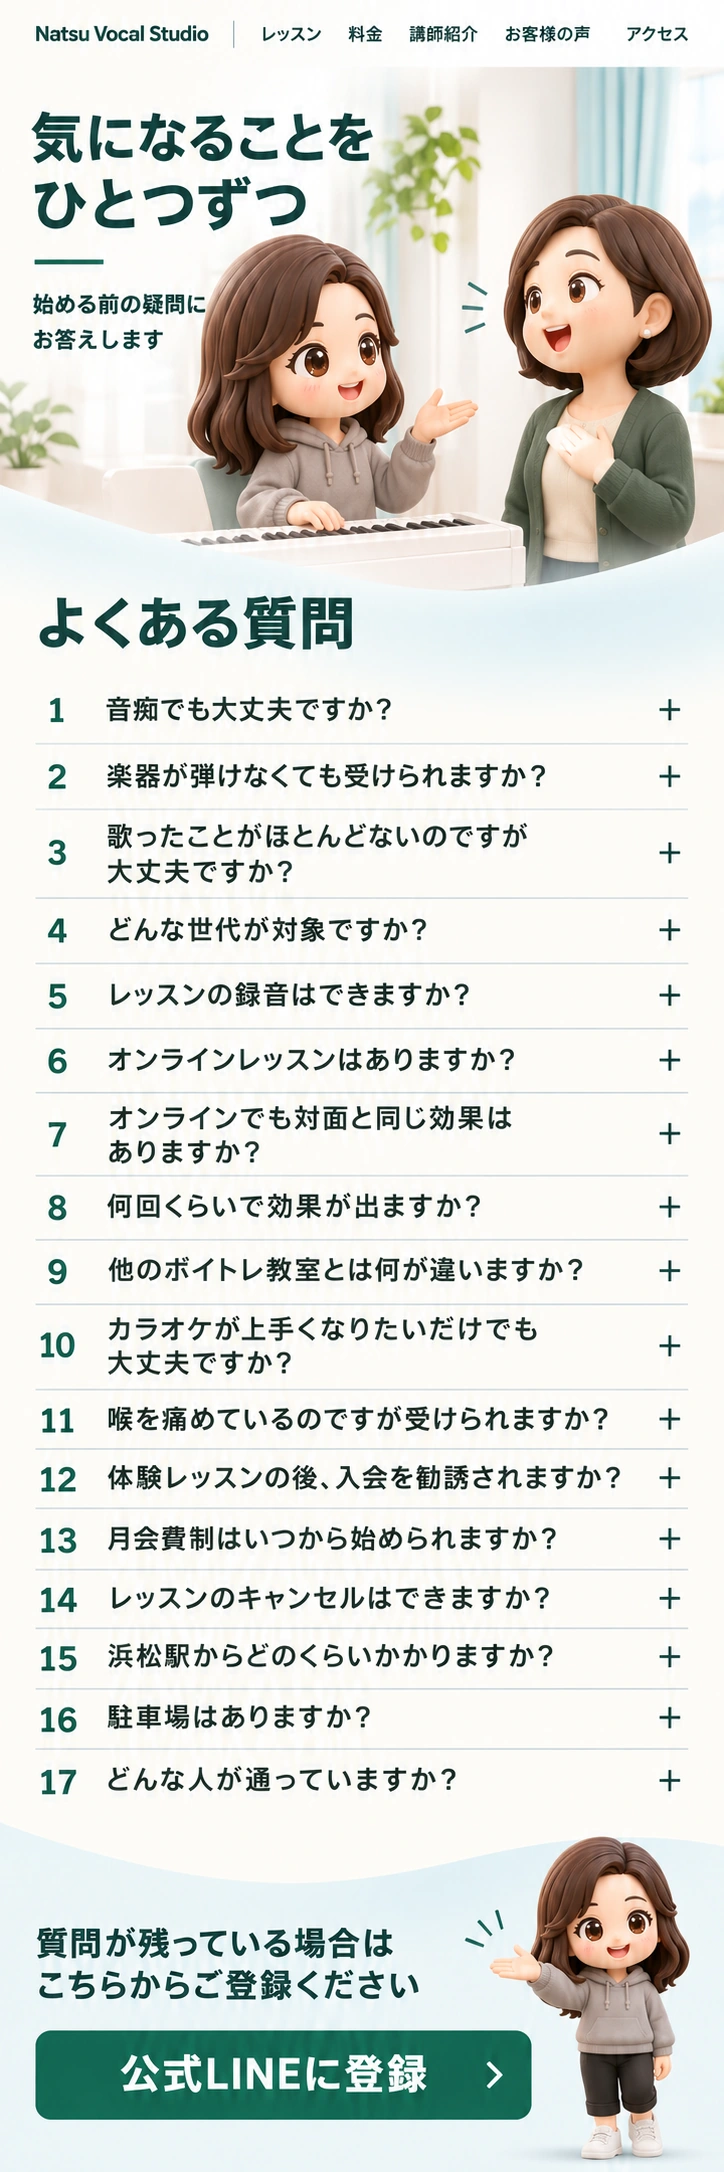 Natsu Vocal Studio レッスン 料金 講師紹介 お客様の声 アクセス
気になることを
ひとつずつ
始める前の疑問に
お答えします
よくある質問
1 音痴でも大丈夫ですか？ +
2 楽器が弾けなくても受けられますか？ +
3 歌ったことがほとんどないのですが
大丈夫ですか？ +
4 どんな世代が対象ですか？ +
5 レッスンの録音はできますか？ +
6 オンラインレッスンはありますか？ +
7 オンラインでも対面と同じ効果は
ありますか？ +
8 何回くらいで効果が出ますか？ +
9 他のボイトレ教室とは何が違いますか？ +
10 カラオケが上手くなりたいだけでも
大丈夫ですか？ +
11 喉を痛めているのですが受けられますか？ +
12 体験レッスンの後、入会を勧誘されますか？ +
13 月会費制はいつから始められますか？ +
14 レッスンのキャンセルはできますか？ +
15 浜松駅からどのくらいかかりますか？ +
16 駐車場はありますか？ +
17 どんな人が通っていますか？ +
質問が残っている場合は
こちらからご登録ください
公式LINEに登録 >